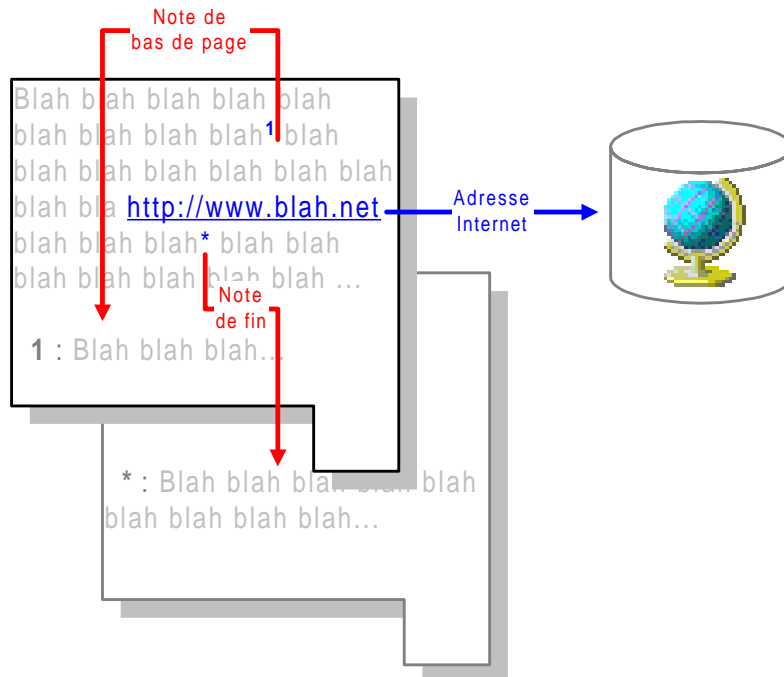 Note de
bas de page
Blah blah blah blah blah
blah blah blah blah1 blah
blah blah blah blah blah blah
blah bla http://www.blah.net
Adresse
Internet
blah blah blah* blah blah
blah blah blah blah blah ...
Note
de fin
1 : Blah blah blah...
* : Blah blah blah blah blah
blah blah blah blah...